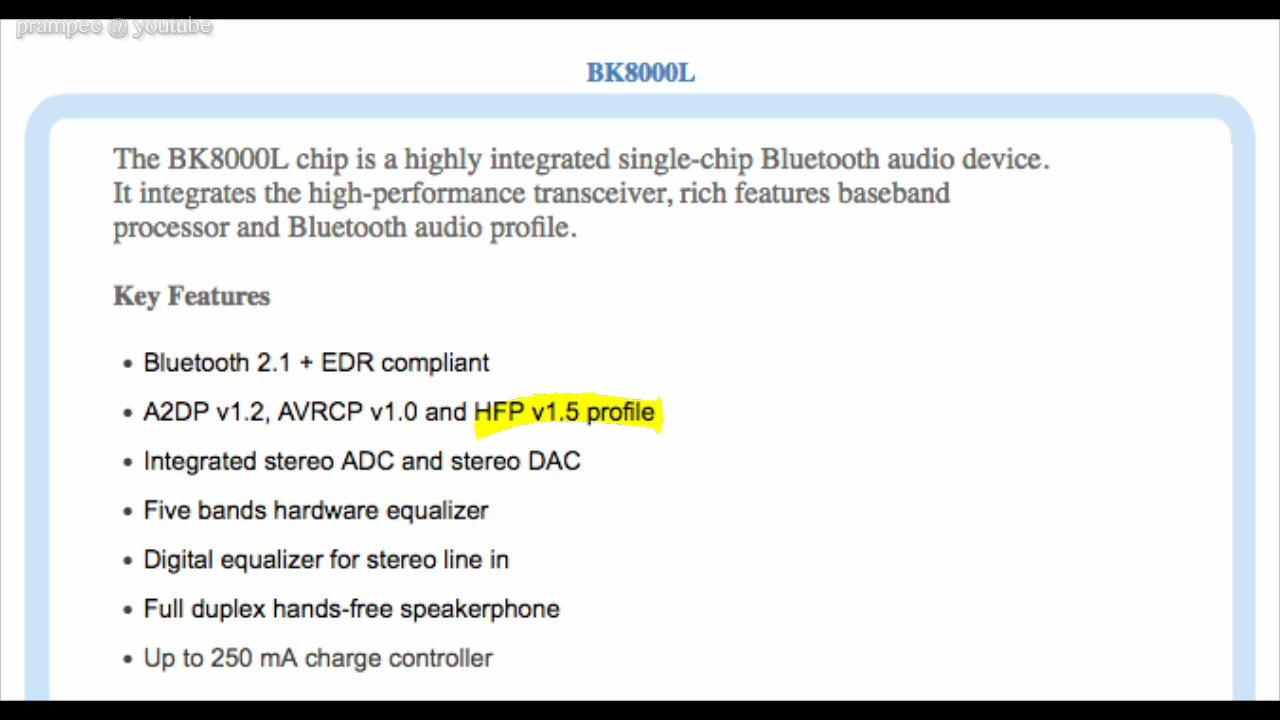 prampec @ youtube
BK8000L
The BK8000L chip is a highly integrated single-chip Bluetooth audio device.
It integrates the high-performance transceiver, rich features baseband
processor and Bluetooth audio profile.
Key Features
• Bluetooth 2.1 + EDR compliant
• A2DP v1.2, AVRCP v1.0 and HFP v1.5 profile
• Integrated stereo ADC and stereo DAC
• Five bands hardware equalizer
• Digital equalizer for stereo line in
• Full duplex hands-free speakerphone
• Up to 250 mA charge controller